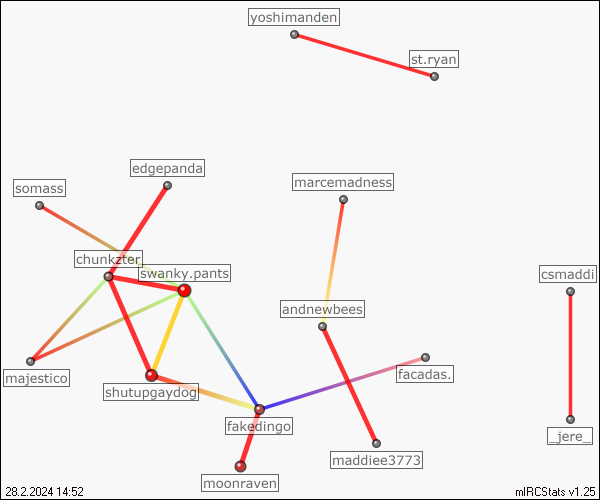 yoshimanden
st.ryan
edgepanda
somass
marcemadness
chunkzter
swanky.pants
csmaddi
andnewbees
majestico
facadas.
shutupgaydog
fakedingo
_jere_
maddiee3773
moonraven
28.2.2024 14:52
mIRCStats v1.25